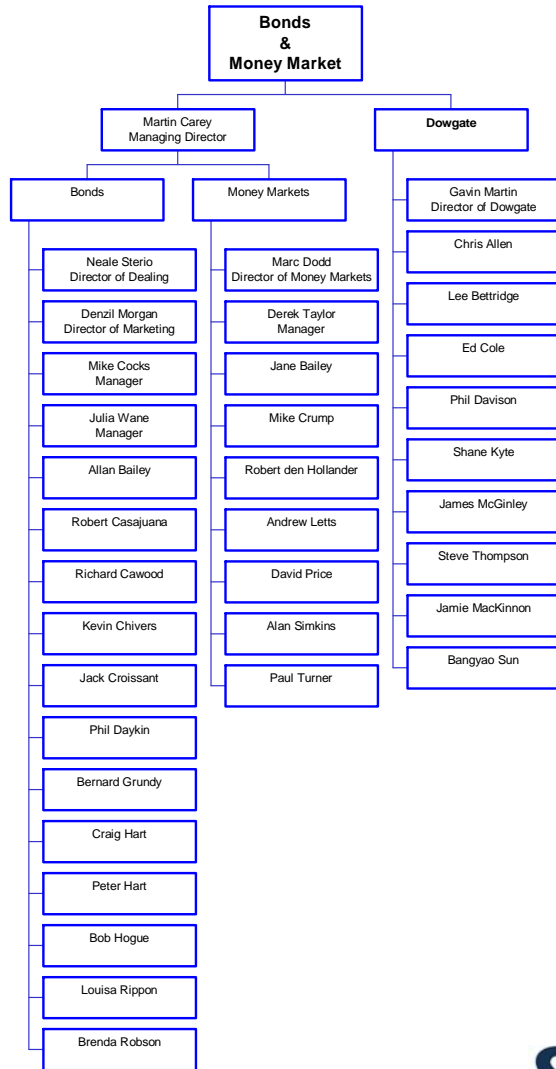 Bonds
&
Money Market
Martin Carey
Managing Director
Dowgate
Bonds
Money Markets
Neale Sterio
Director of Dealing
Denzil Morgan
Director of Marketing
Mike Cocks
Manager
Julia Wane
Manager
Allan Bailey
Robert Casajuana
Richard Cawood
Kevin Chivers
Jack Croissant
Phil Daykin
Bernard Grundy
Craig Hart
Peter Hart
Bob Hogue
Louisa Rippon
Brenda Robson
Marc Dodd
Director of Money Markets
Derek Taylor
Manager
Jane Bailey
Mike Crump
Robert den Hollander
Andrew Letts
David Price
Alan Simkins
Paul Turner
Gavin Martin
Director of Dowgate
Chris Allen
Lee Bettridge
Ed Cole
Phil Davison
Shane Kyte
James McGinley
Steve Thompson
Jamie MacKinnon
Bangyao Sun